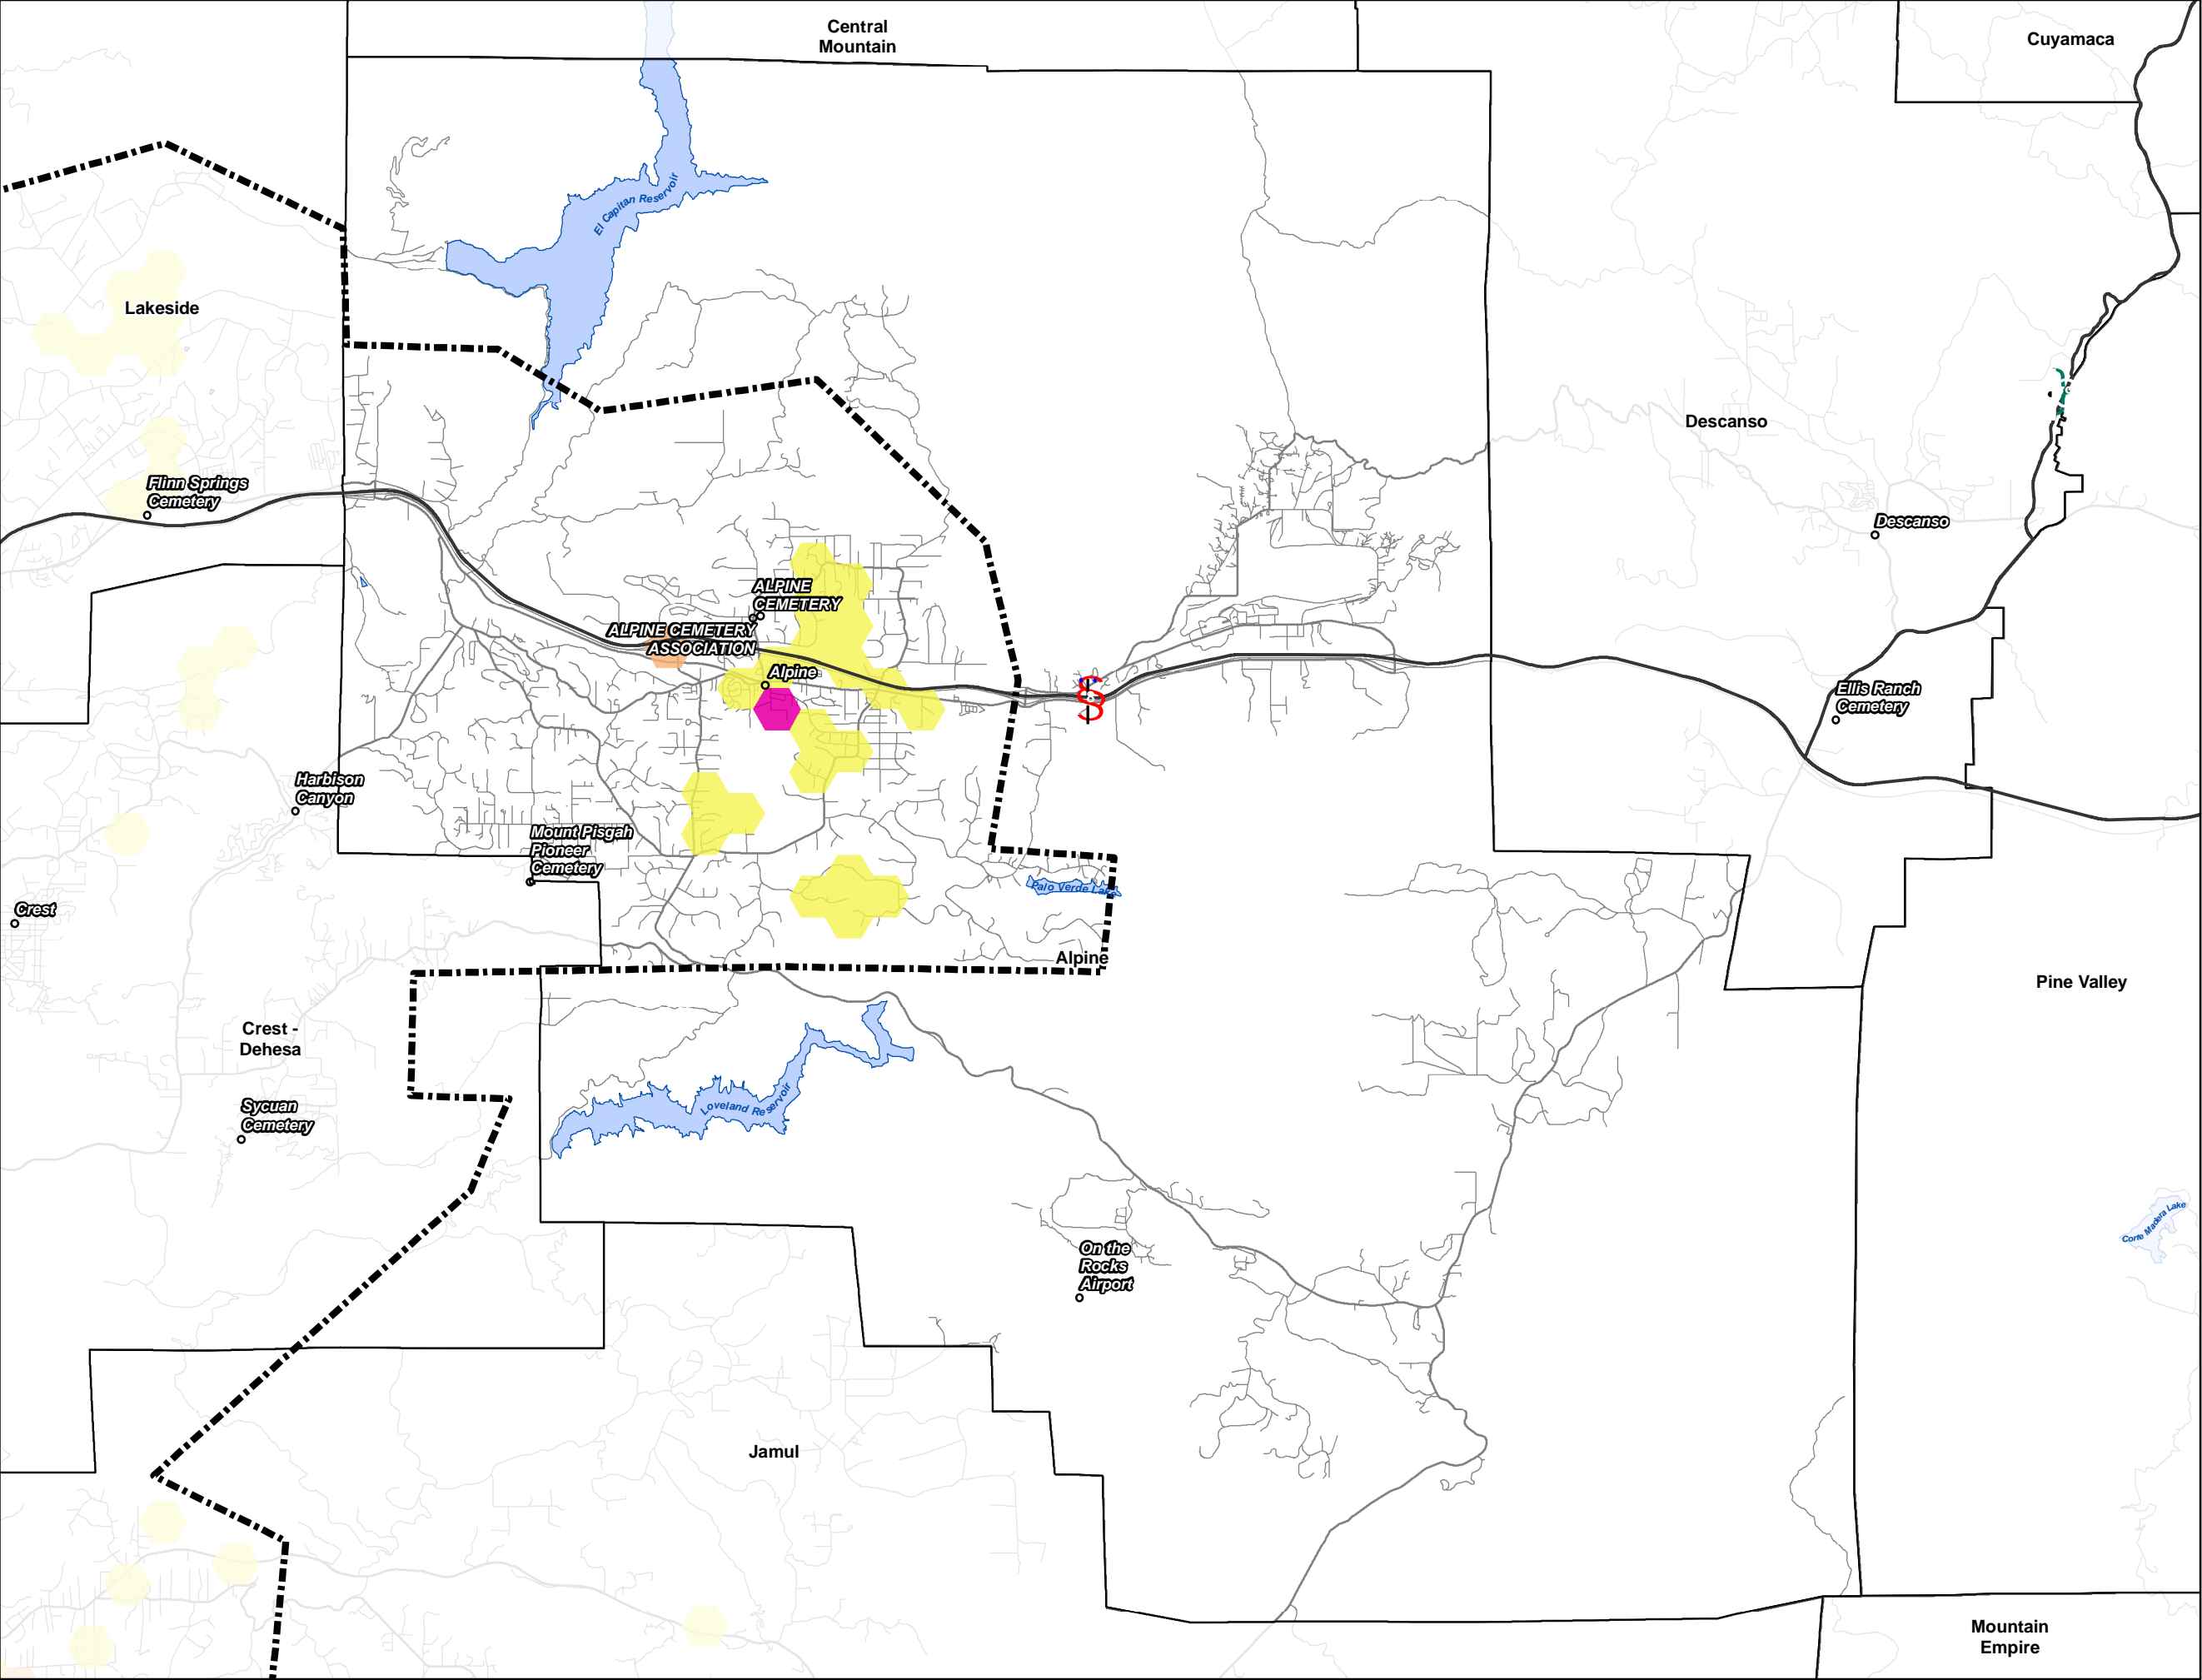 Central
Mountain
Cuyamaca
El Capitan Reservoir
Lakeside
Descanso
Flinn Springs
Cemetery
Descanso
ALPINE
CEMETERY
ALPINE CEMETERY
ASSOCIATION
Alpine
Ellis Ranch
Cemetery
Harbison
Canyon
Mount Pisgah
Pioneer
Cemetery
Palo Verde Lake
Crest
Alpine
Pine Valley
Crest -
Dehesa
Loveland Reservoir
Sycuan
Cemetery
Corte Madera Lake
On the
Rocks
Airport
Jamul
Mountain
Empire